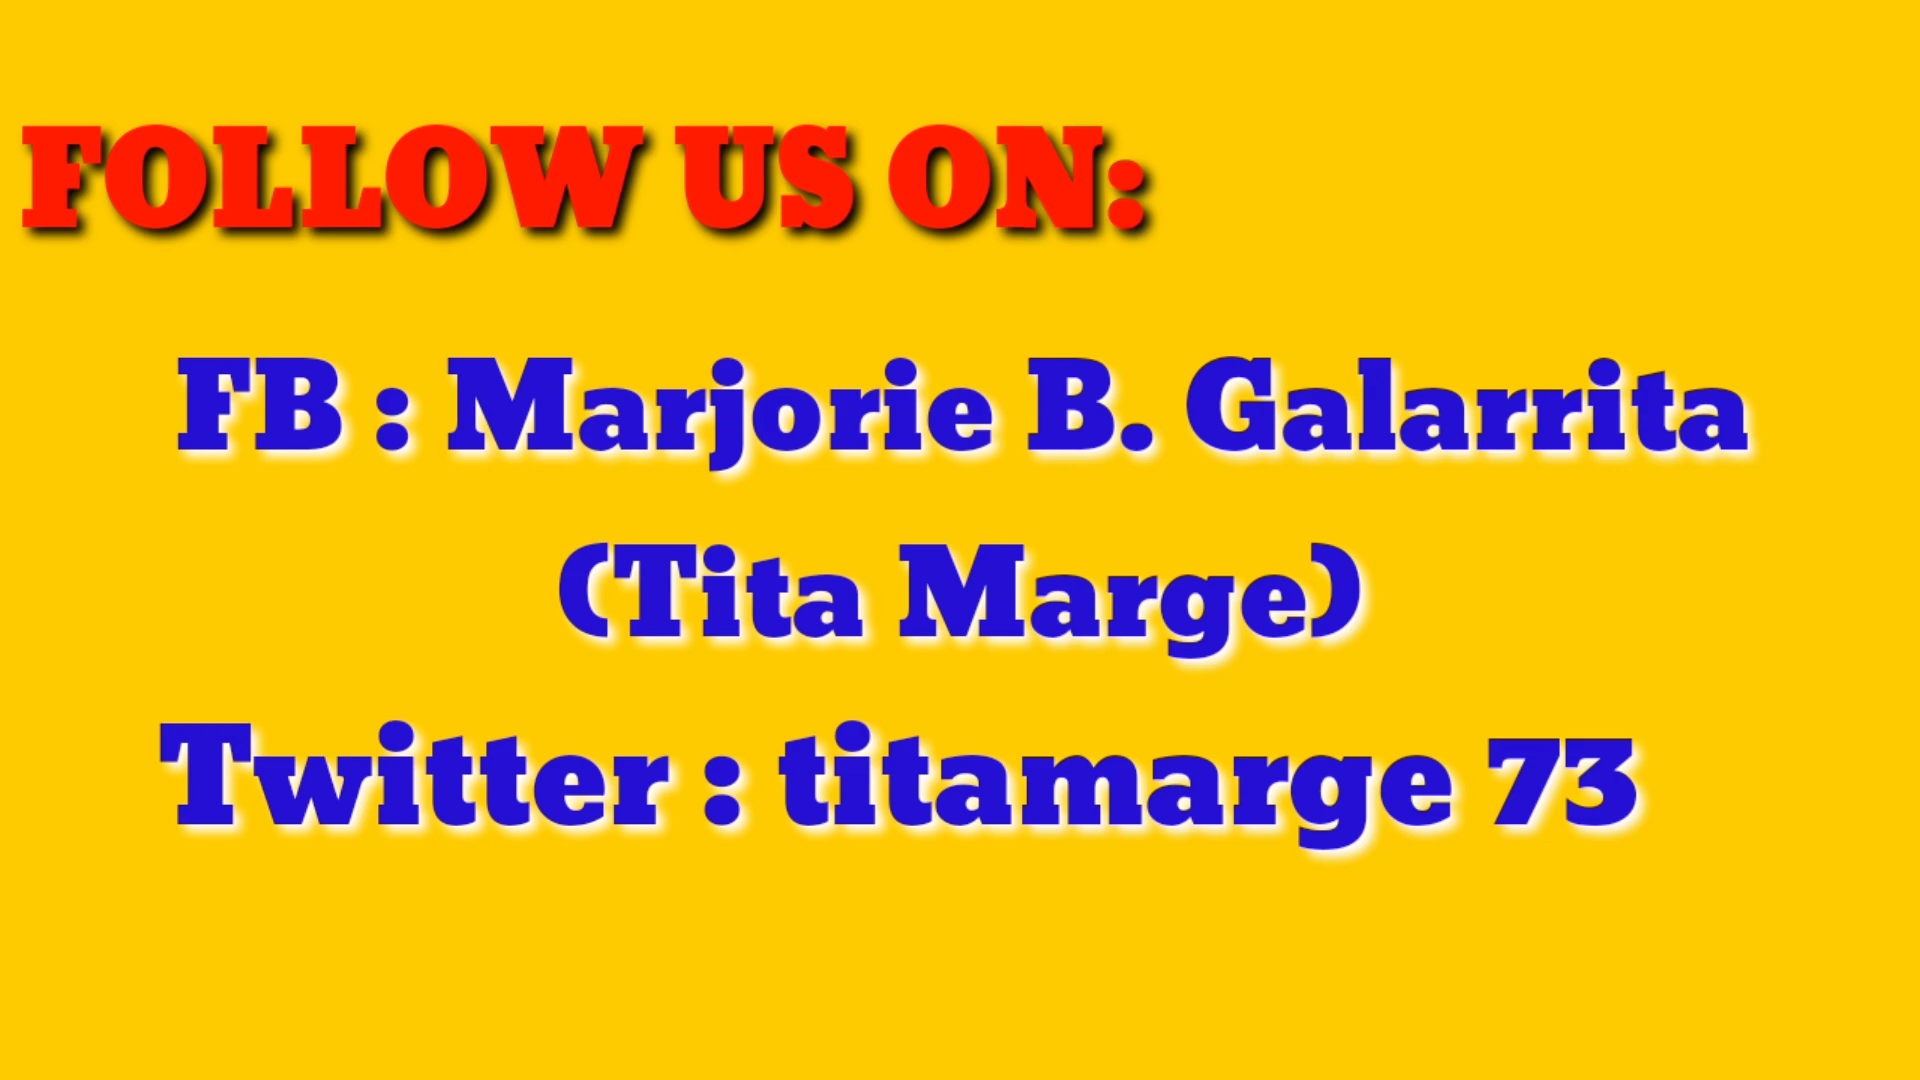 FOLLOW US ON:
FB : Marjorie B. Galarrita
(Tita Marge)
Twitter : titamarge 73